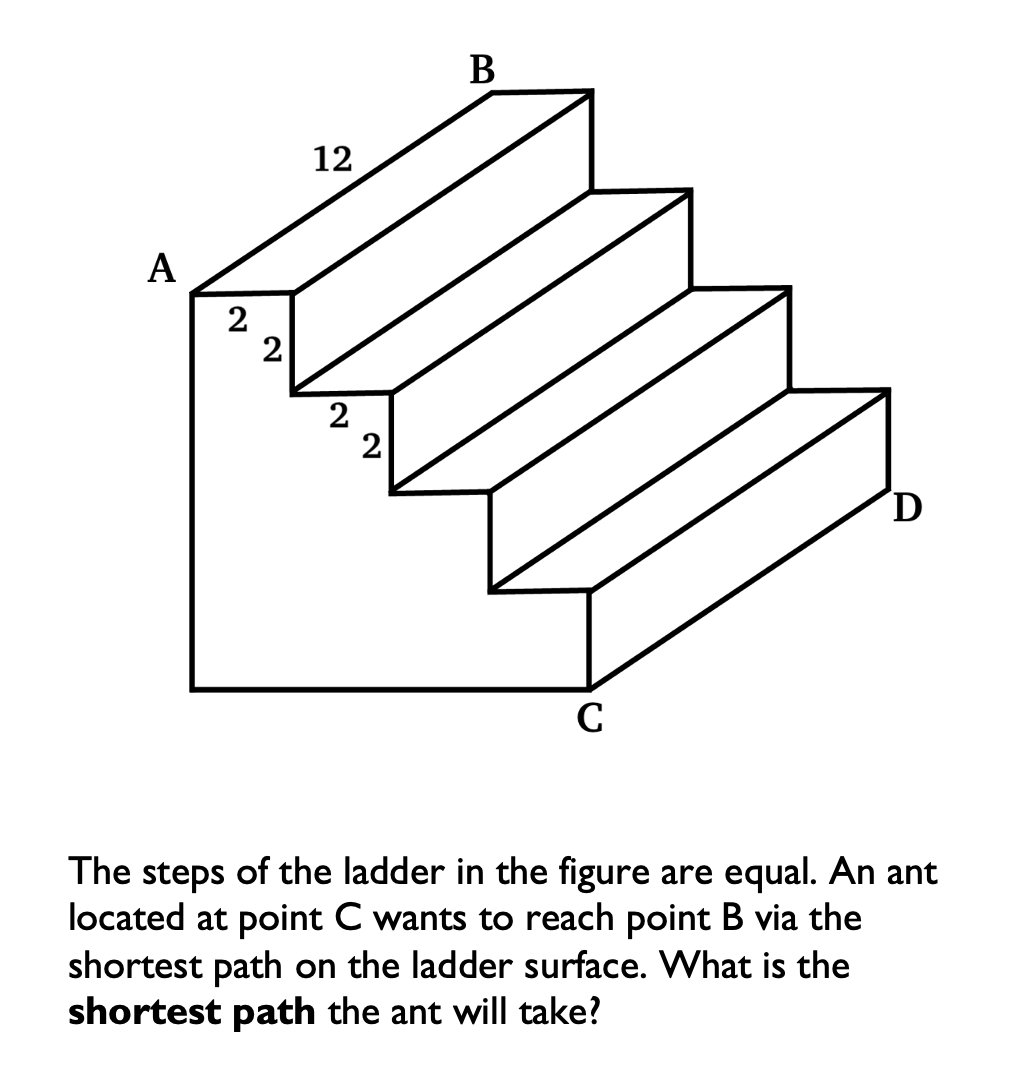 B
12
A
2
2
2
2
D
C
The steps of the ladder in the figure are equal. An ant
located at point C wants to reach point B via the
shortest path on the ladder surface. What is the
shortest path the ant will take?